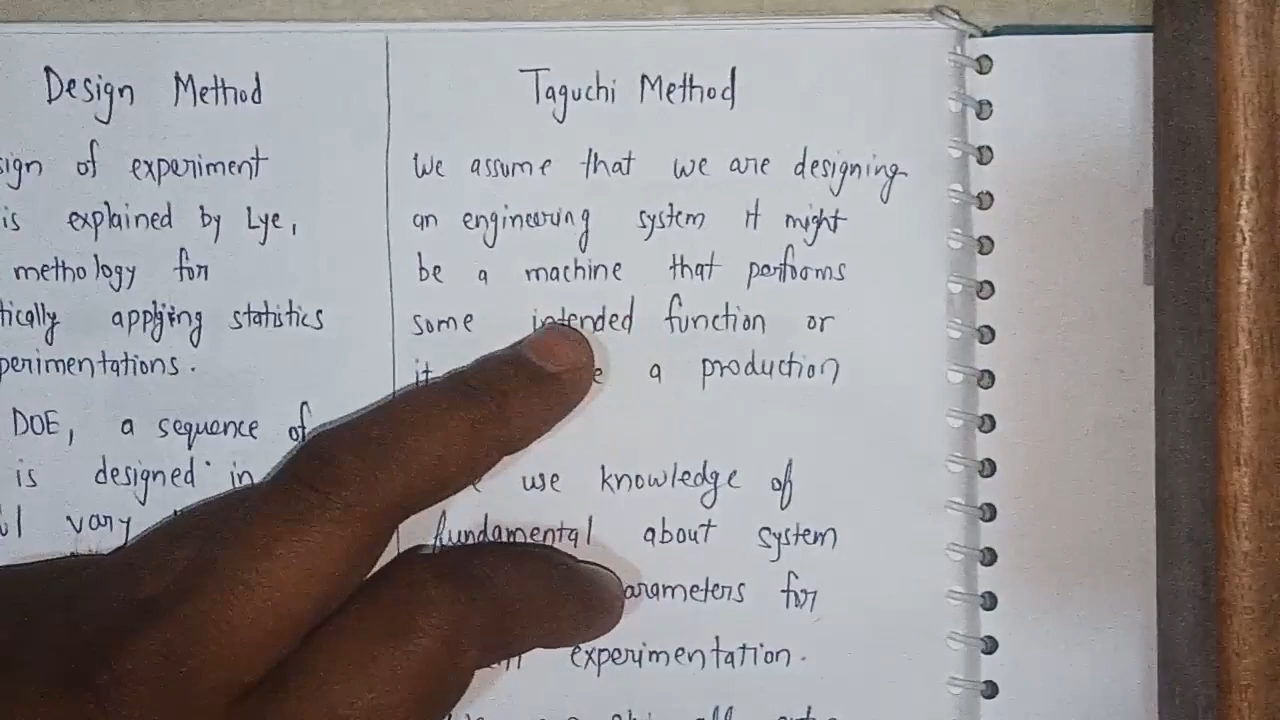 Design Method
sign of experiment
is explained by Lye,
methology for
tically applying statistics
perimentations.
DOE, a sequence of
is designed in
vary
Taguchi Method
We assume that we are designing
an engineering system it might
be a machine that performs
some intended function or
it a production
use knowledge of
fundamental about system
arameters for
experimentation.